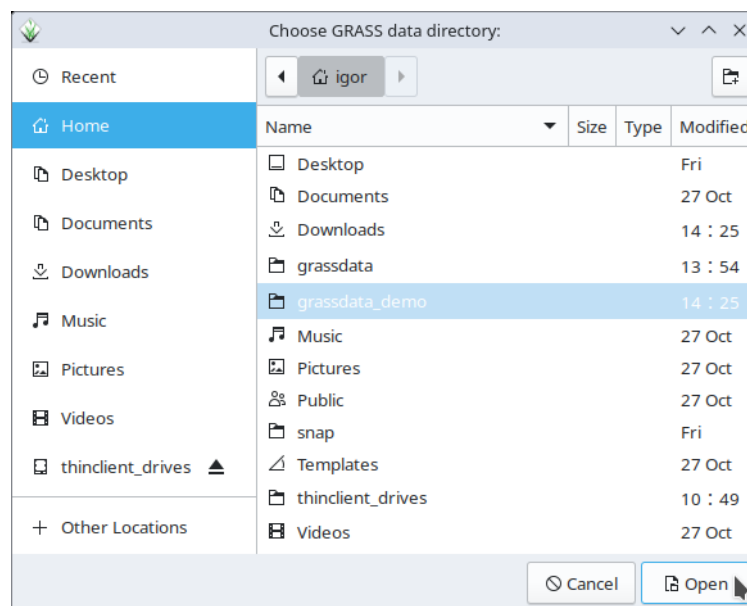 Choose GRASS data directory:
Recent
Home
Desktop
Documents
Downloads
Music
Pictures
Videos
thinclient_drives
Other Locations
igor
Name Size Type Modified
Desktop Fri
Documents 27 Oct
Downloads 14 : 25
grassdata 13 : 54
grassdata_demo 14 : 25
Music 27 Oct
Pictures 27 Oct
Public 27 Oct
snap Fri
Templates 27 Oct
thinclient_drives 10 : 49
Videos 27 Oct
Cancel Open